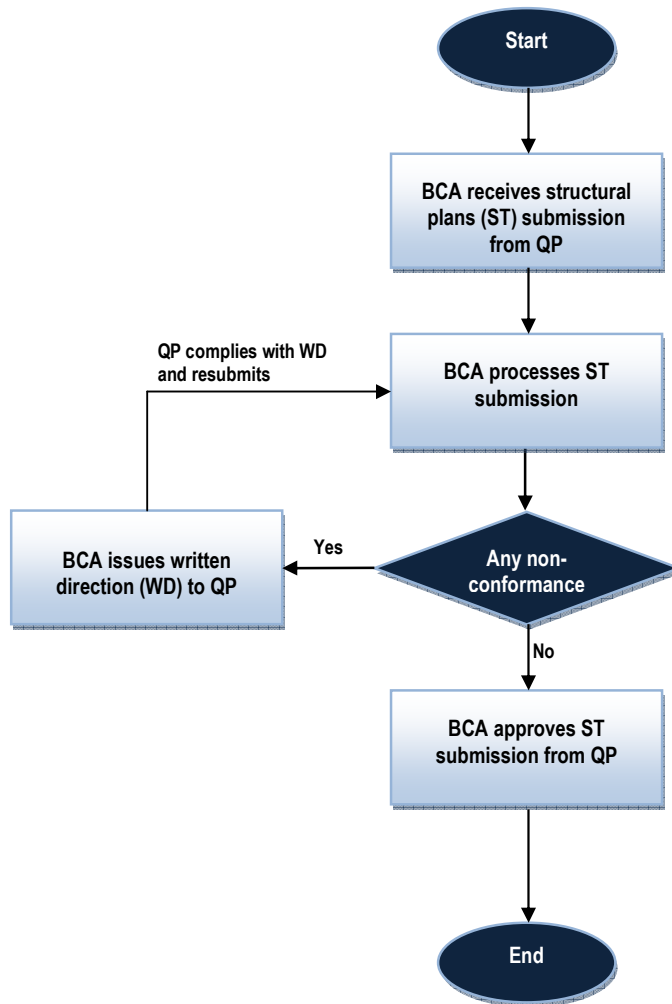 Start
BCA receives structural
plans (ST) submission
from QP
QP complies with WD
and resubmits
BCA processes ST
submission
BCA issues written
direction (WD) to QP
Yes
Any non-
conformance
No
BCA approves ST
submission from QP
End